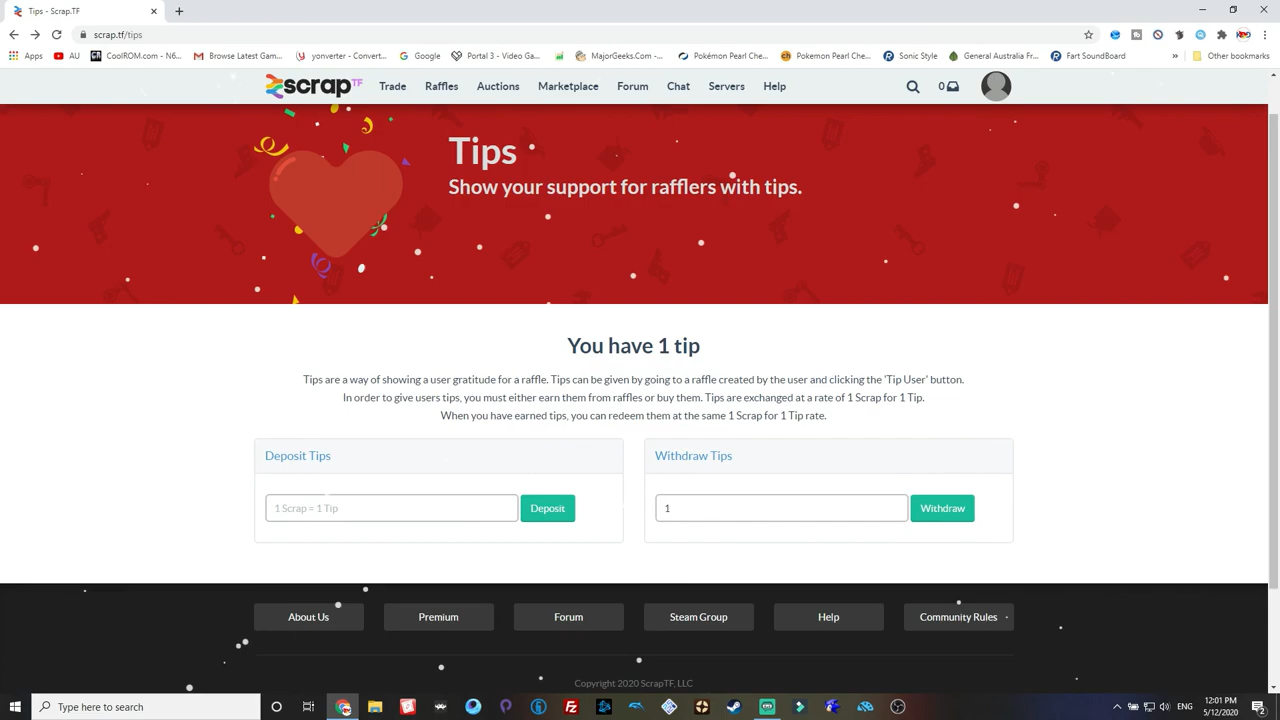 Tips - Scrap.TF
scrap.tf/tips
Apps YouTube AU CoolROM.com - N6... Browse Latest Gam... yonverter - Convert... Google Portal 3 - Video Ga... MajorGeeks.Com -... Pokémon Pearl Che... Pokemon Pearl Che... Sonic Style General Australia Fr... Fart SoundBoard » Other bookmarks
scrap TF Trade Raffles Auctions Marketplace Forum Chat Servers Help 0
Tips
Show your support for rafflers with tips.
You have 1 tip
Tips are a way of showing a user gratitude for a raffle. Tips can be given by going to a raffle created by the user and clicking the 'Tip User' button.
In order to give users tips, you must either earn them from raffles or buy them. Tips are exchanged at a rate of 1 Scrap for 1 Tip.
When you have earned tips, you can redeem them at the same 1 Scrap for 1 Tip rate.
Deposit Tips Withdraw Tips
1 Scrap = 1 Tip Deposit 1 Withdraw
About Us Premium Forum Steam Group Help Community Rules
Copyright 2020 ScrapTF, LLC
Type here to search ENG 12:01 PM
5/12/2020